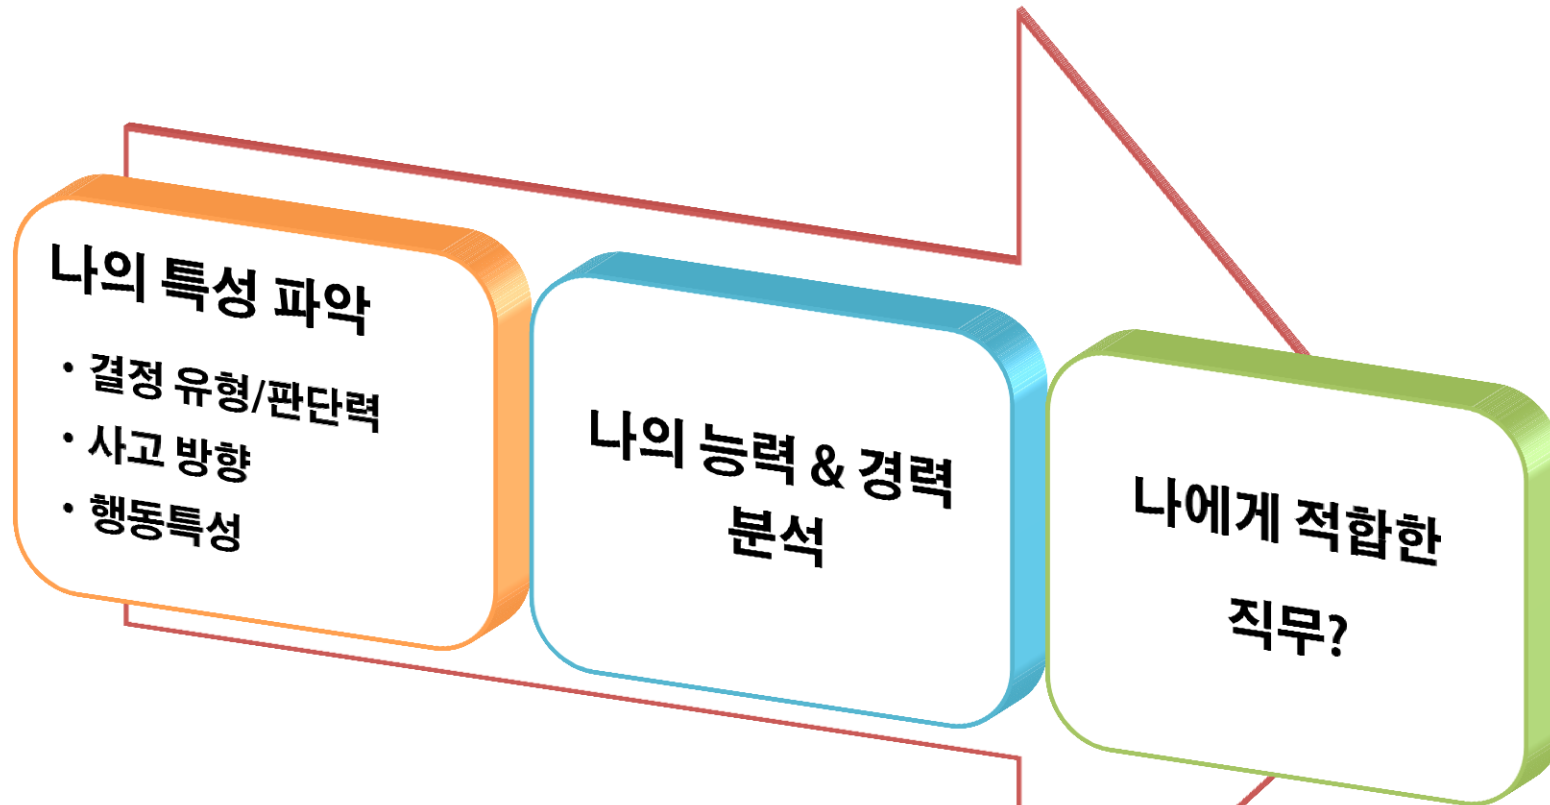 나의 특성 파악
• 결정 유형/판단력
• 사고 방향
• 행동특성
나의 능력 & 경력
분석
나에게 적합한
직무?